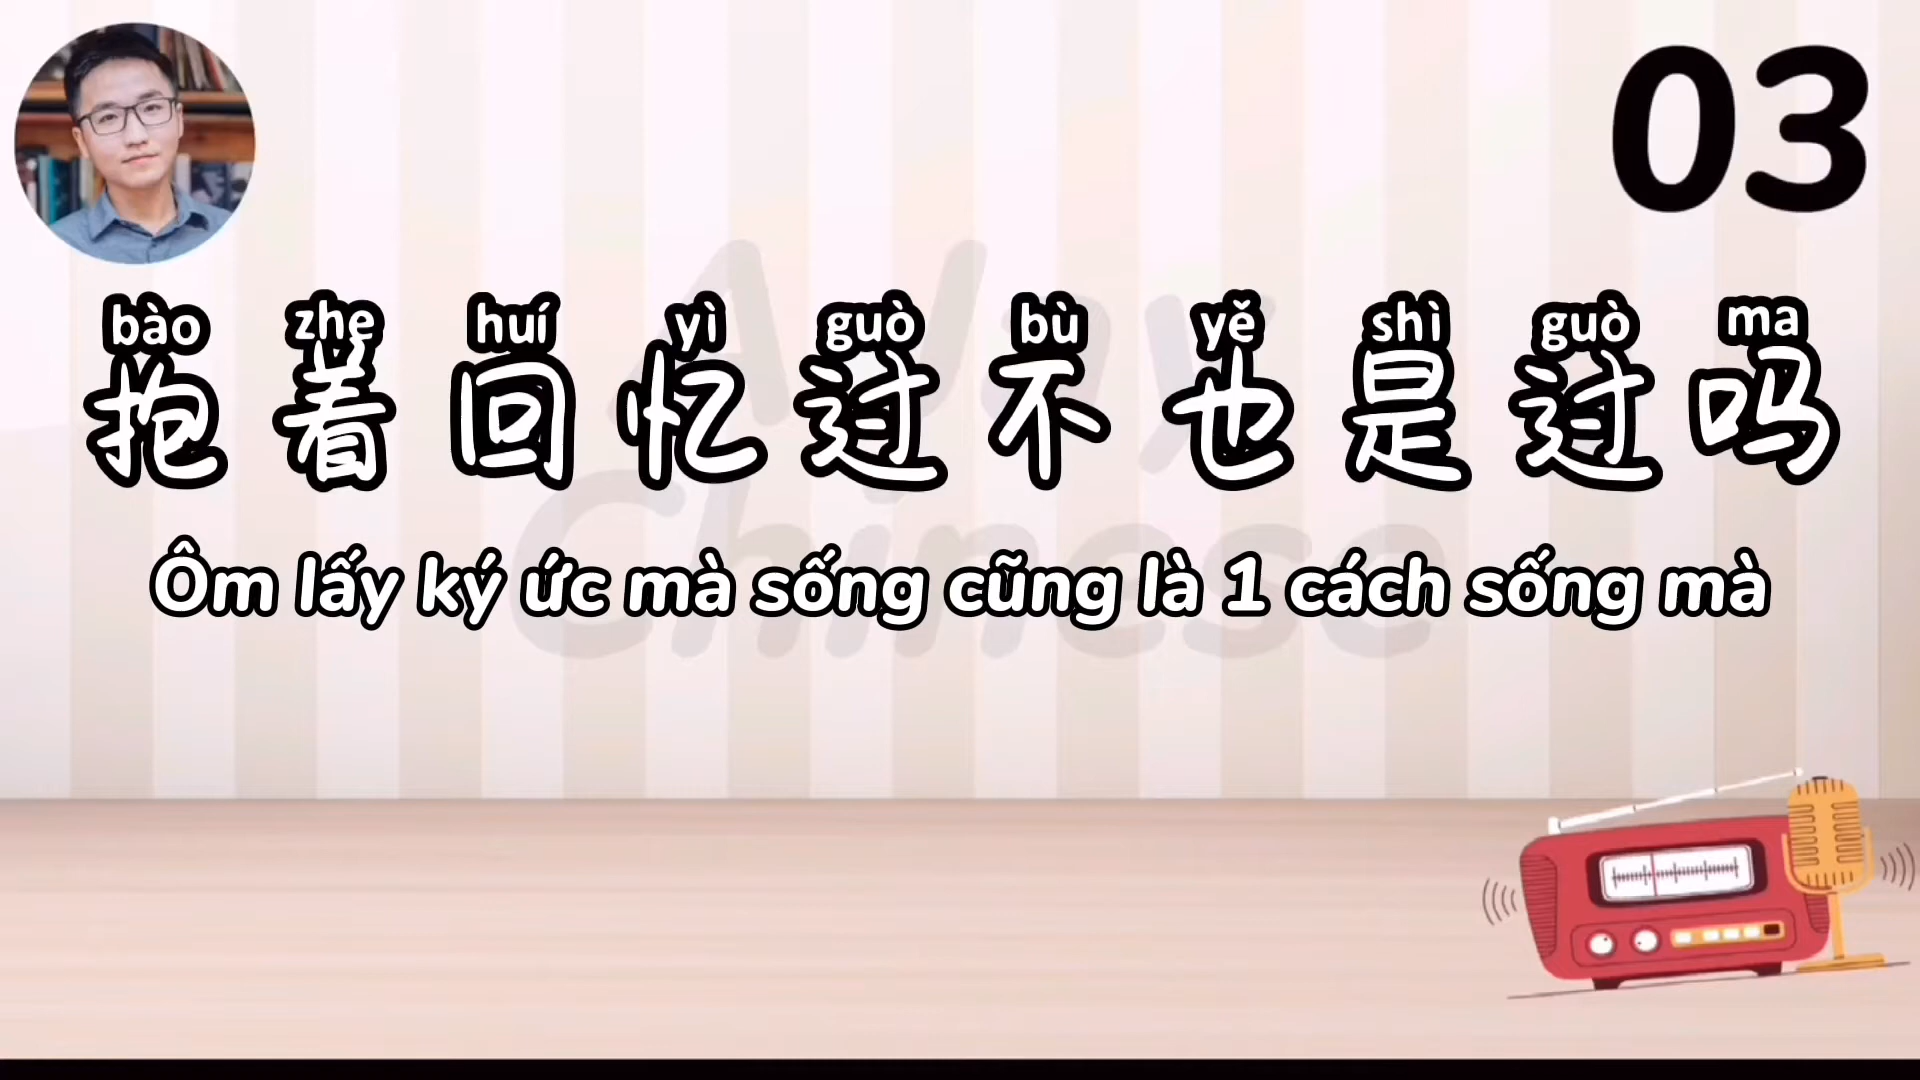 03
bào zhe huí yì guò bù yě shì guò ma
抱着回忆过不也是过吗
Ôm lấy ký ức mà sống cũng là 1 cách sống mà
Chinese